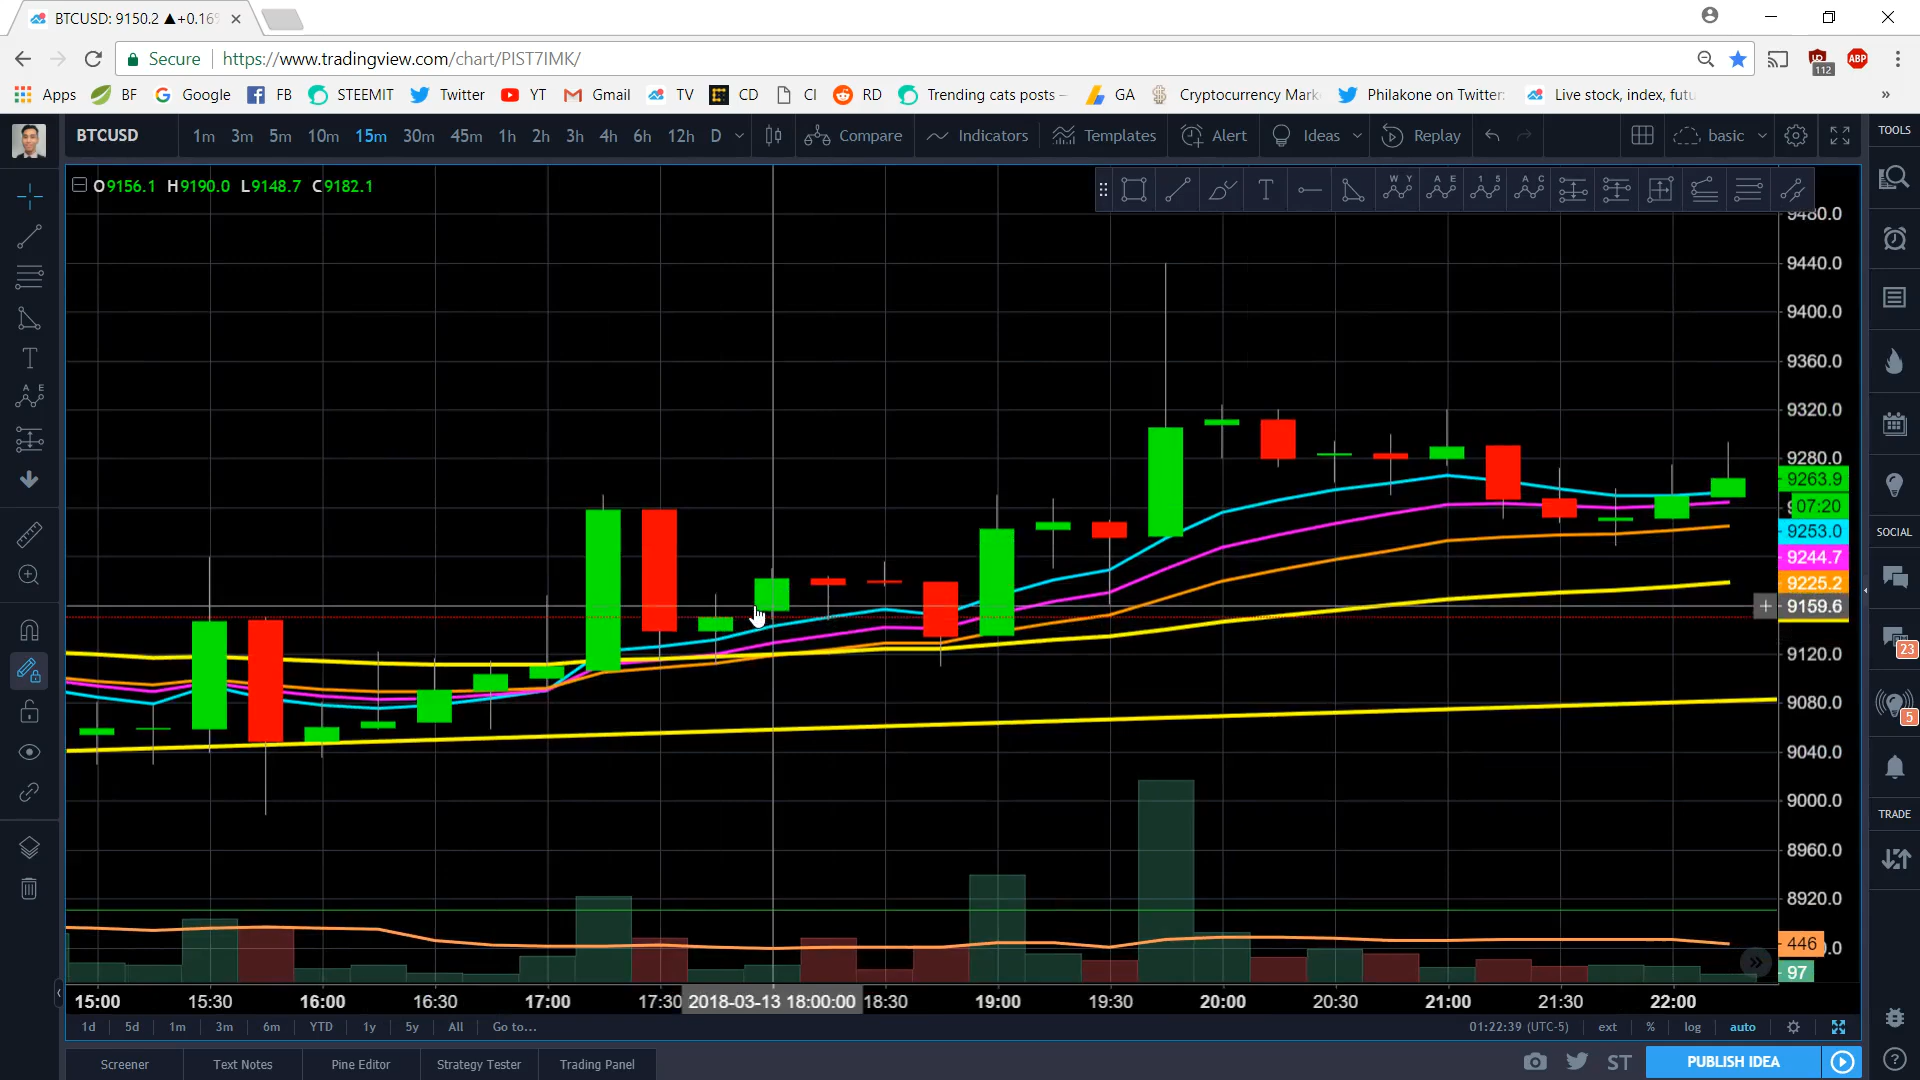 BTCUSD: 9150.2 ▲+0.16%
Secure https://www.tradingview.com/chart/PIST7IMK/
112 ABP
Apps BF Google FB STEEMIT Twitter YT Gmail TV CD CI RD Trending cats posts – GA Cryptocurrency Mark Philakone on Twitter: Live stock, index, futu »
BTCUSD 1m 3m 5m 10m 15m 30m 45m 1h 2h 3h 4h 6h 12h D Compare Indicators Templates Alert Ideas Replay basic TOOLS
O9156.1 H9190.0 L9148.7 C9182.1
T W Y A E 1 5 A C
9480.0
9440.0
9400.0
9360.0
T
A E
9320.0
9280.0
9263.9
07:20
9253.0
SOCIAL
9244.7
9225.2
9159.6
9120.0
23
9080.0
5
9040.0
9000.0
TRADE
8960.0
8920.0
446
97
15:00 15:30 16:00 16:30 17:00 17:30 2018-03-13 18:00:00 18:30 19:00 19:30 20:00 20:30 21:00 21:30 22:00
1d 5d 1m 3m 6m YTD 1y 5y All Go to... 01:22:39 (UTC-5) ext % log auto
Screener Text Notes Pine Editor Strategy Tester Trading Panel ST PUBLISH IDEA